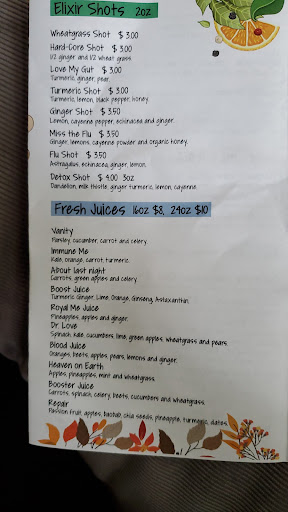 Elixir Shots 2oz
Wheatgrass Shot $ 3.00
Hard-Core Shot $ 3.00
1/2 ginger and 1/2 wheat grass
Love My Gut $ 3.00
Turmeric, ginger, pear.
Turmeric Shot $ 3.00
Turmeric, lemon, black pepper, honey.
Ginger Shot $ 3.50
Lemon, cayenne pepper, echinacea and ginger.
Miss the Flu $ 3.50
Ginger, lemons, cayenne powder and organic honey.
Flu Shot $ 3.50
Astragalus, echinacea, ginger, lemon.
Detox Shot $ 4.00 3oz
Dandelion, milk thistle, ginger turmeric, lemon, cayenne.
Fresh Juices 16oz $8, 24oz $10
Vanity
Parsley, cucumber, carrot and celery.
Immune Me
Kale, orange, carrot, turmeric.
About last night
Carrots, green apples and celery.
Boost Juice
Turmeric Ginger, Lime, Orange, Ginseng, Astaxanthin.
Royal Me Juice
Pineapples, apples and ginger.
Dr. Love
Spinach, kale, cucumbers, lime, green apples, wheatgrass and pears.
Blood Juice
Oranges, beets, apples, pears, lemons and ginger.
Heaven on Earth
Apples, pineapples, mint and wheatgrass.
Booster Juice
Carrots, spinach, celery, beets, cucumbers and wheatgrass.
Repair
Passion fruit, apples, baobab, chia seeds, pineapple, turmeric, dates.